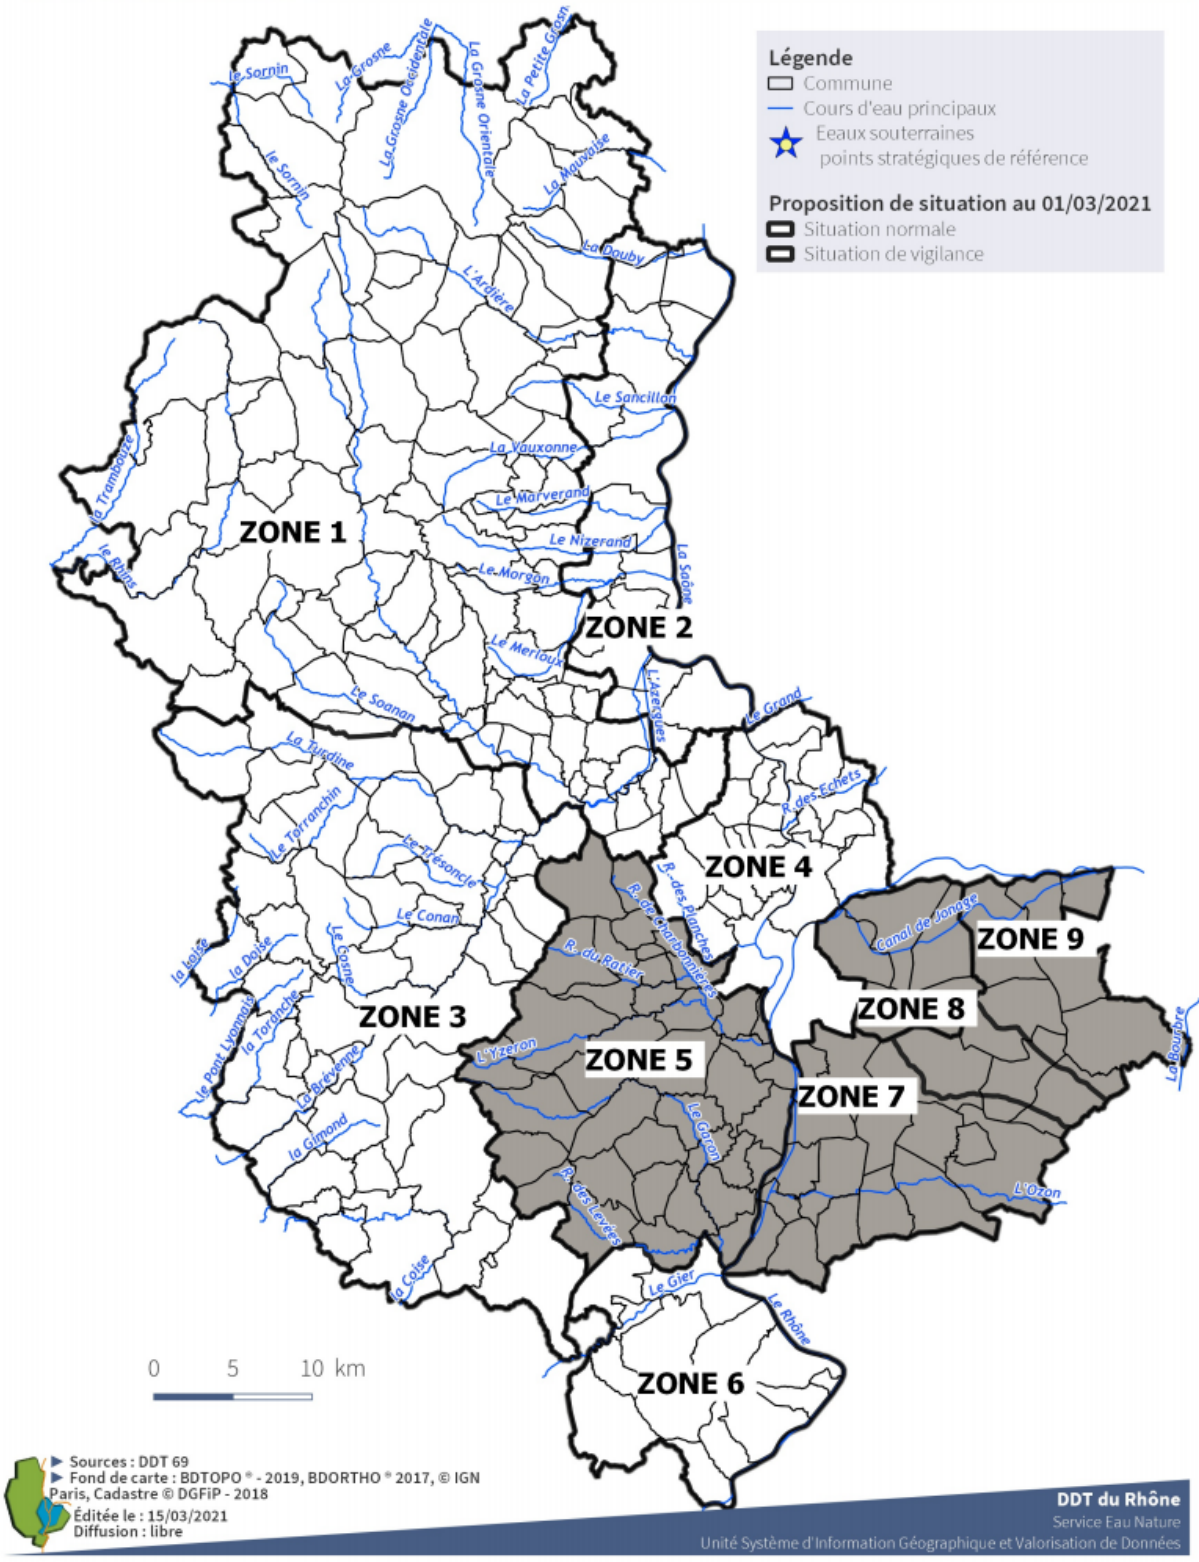 Légende
Commune
Cours d'eau principaux
Eeaux souterraines
points stratégiques de référence
Proposition de situation au 01/03/2021
Situation normale
Situation de vigilance
le Sornin
La Grosne
La Grosne Occidentale
La Grosne Orientale
La Petite Grosn
le Sornin
La Mauvaise
La Douby
L'Ardière
Le Sancillon
La Vauxonne
la Trambouze
Le Marverand
ZONE 1
Le Nizerand
le Rhins
Le Morgon
La Saône
ZONE 2
Le Merloux
Le Soanan
L'Azergues
Le Grand
La Turdine
R. des Echets
Le Torranchin
Le Trésoncle
ZONE 4
R. des Planches
R. de Charbonnières
Le Conan
Canal de Jonage
ZONE 9
la Loise
la Doise
Le Cosne
R. du Ratier
ZONE 3
ZONE 8
le Pont Lyonnais
la Toranche
L'Yzeron
ZONE 5
La Bourbre
La Brévenne
ZONE 7
Le Garon
la Gimond
R. des Levées
L'Ozon
la Coise
Le Gier
Le Rhône
ZONE 6
0 5 10 km
Sources : DDT 69
Fond de carte : BDTOPO ® - 2019, BDORTHO ® 2017, © IGN
Paris, Cadastre © DGFiP - 2018
Éditée le : 15/03/2021
Diffusion : libre
DDT du Rhône
Service Eau Nature
Unité Système d'Information Géographique et Valorisation de Données